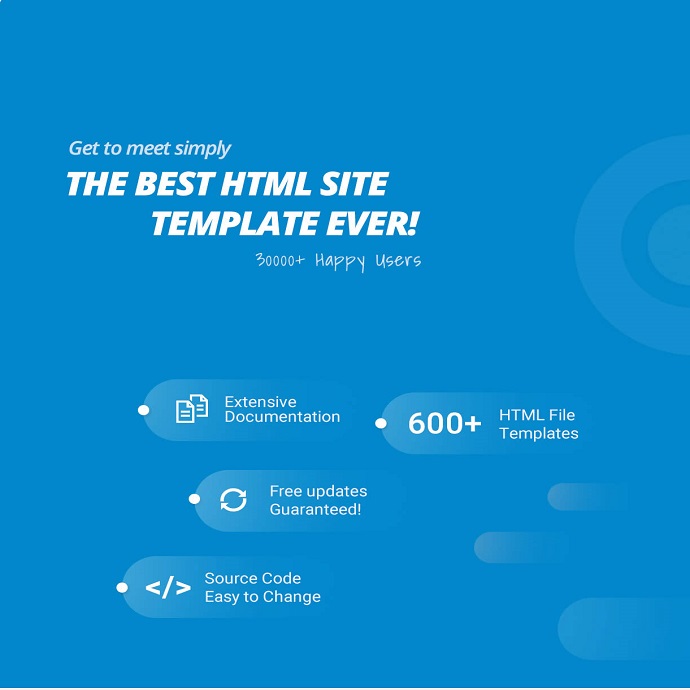 Get to meet simply
THE BEST HTML SITE
TEMPLATE EVER!
30000+ Happy Users
Extensive
Documentation
600+
HTML File
Templates
Free updates
Guaranteed!
</>
Source Code
Easy to Change